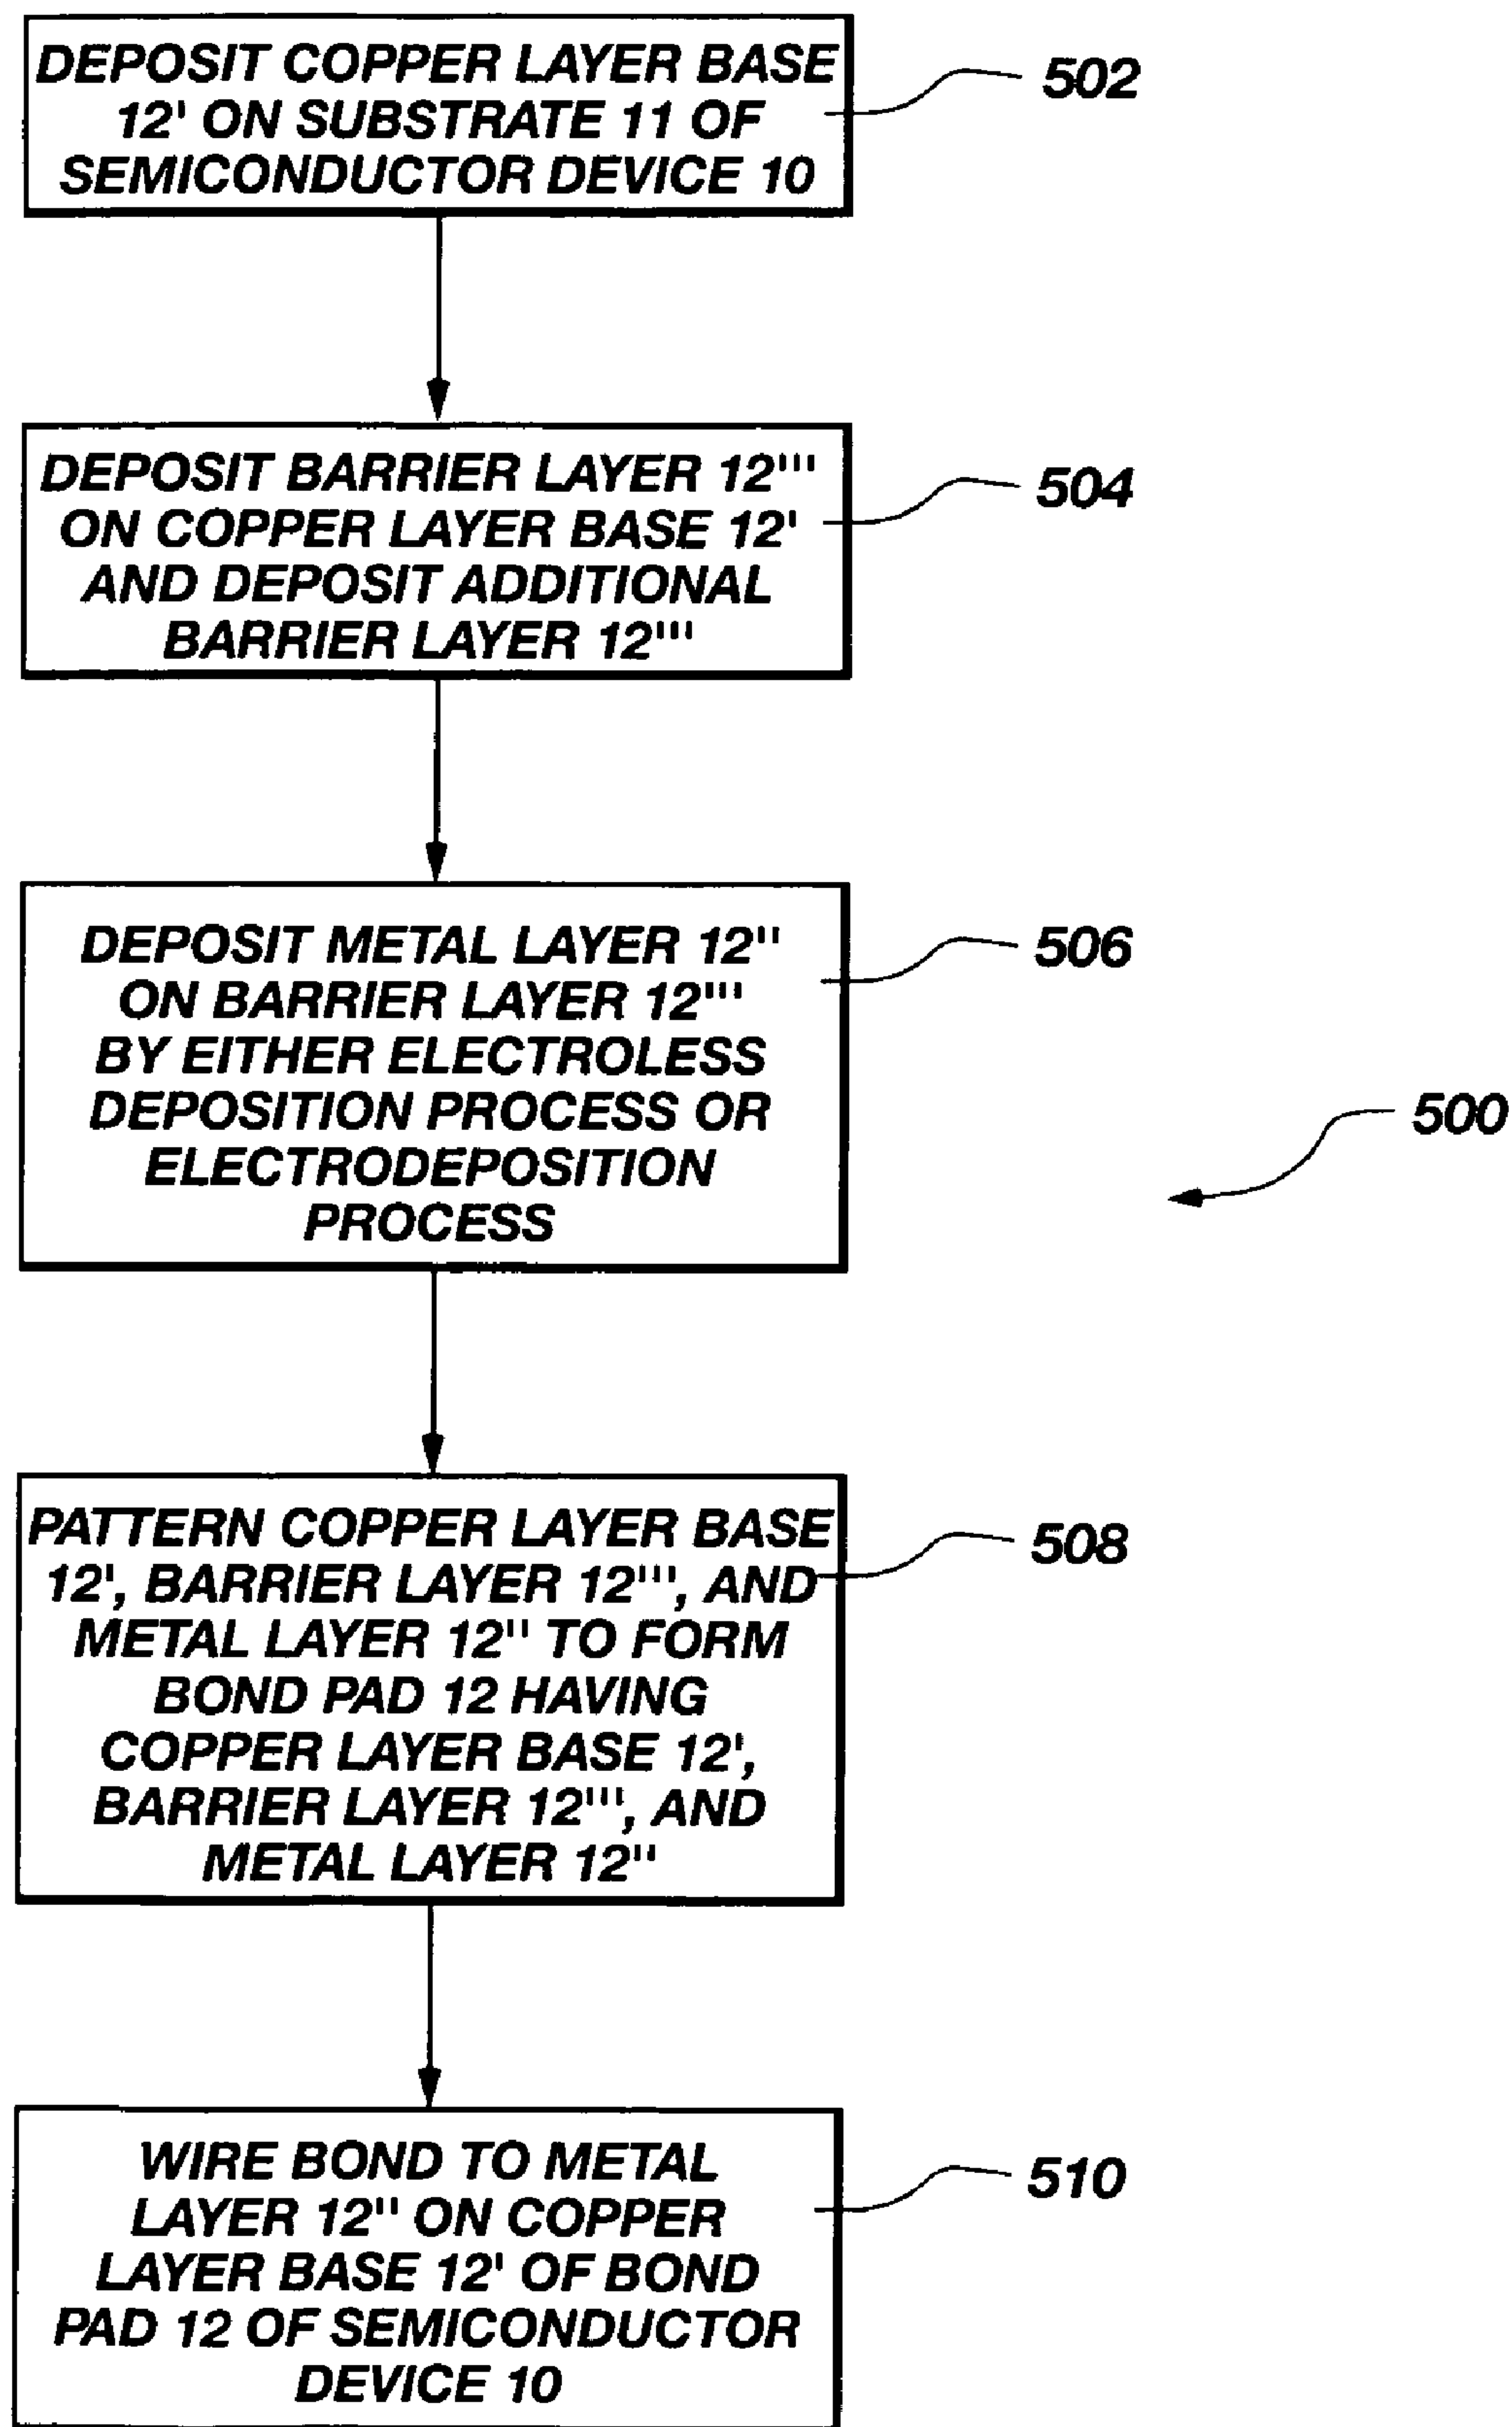 DEPOSIT COPPER LAYER BASE
12' ON SUBSTRATE 11 OF
SEMICONDUCTOR DEVICE 10
502
DEPOSIT BARRIER LAYER 12'''
ON COPPER LAYER BASE 12'
AND DEPOSIT ADDITIONAL
BARRIER LAYER 12'''
504
DEPOSIT METAL LAYER 12''
ON BARRIER LAYER 12'''
BY EITHER ELECTROLESS
DEPOSITION PROCESS OR
ELECTRODEPOSITION
PROCESS
506
500
PATTERN COPPER LAYER BASE
12', BARRIER LAYER 12''', AND
METAL LAYER 12'' TO FORM
BOND PAD 12 HAVING
COPPER LAYER BASE 12',
BARRIER LAYER 12''', AND
METAL LAYER 12''
508
WIRE BOND TO METAL
LAYER 12'' ON COPPER
LAYER BASE 12' OF BOND
PAD 12 OF SEMICONDUCTOR
DEVICE 10
510